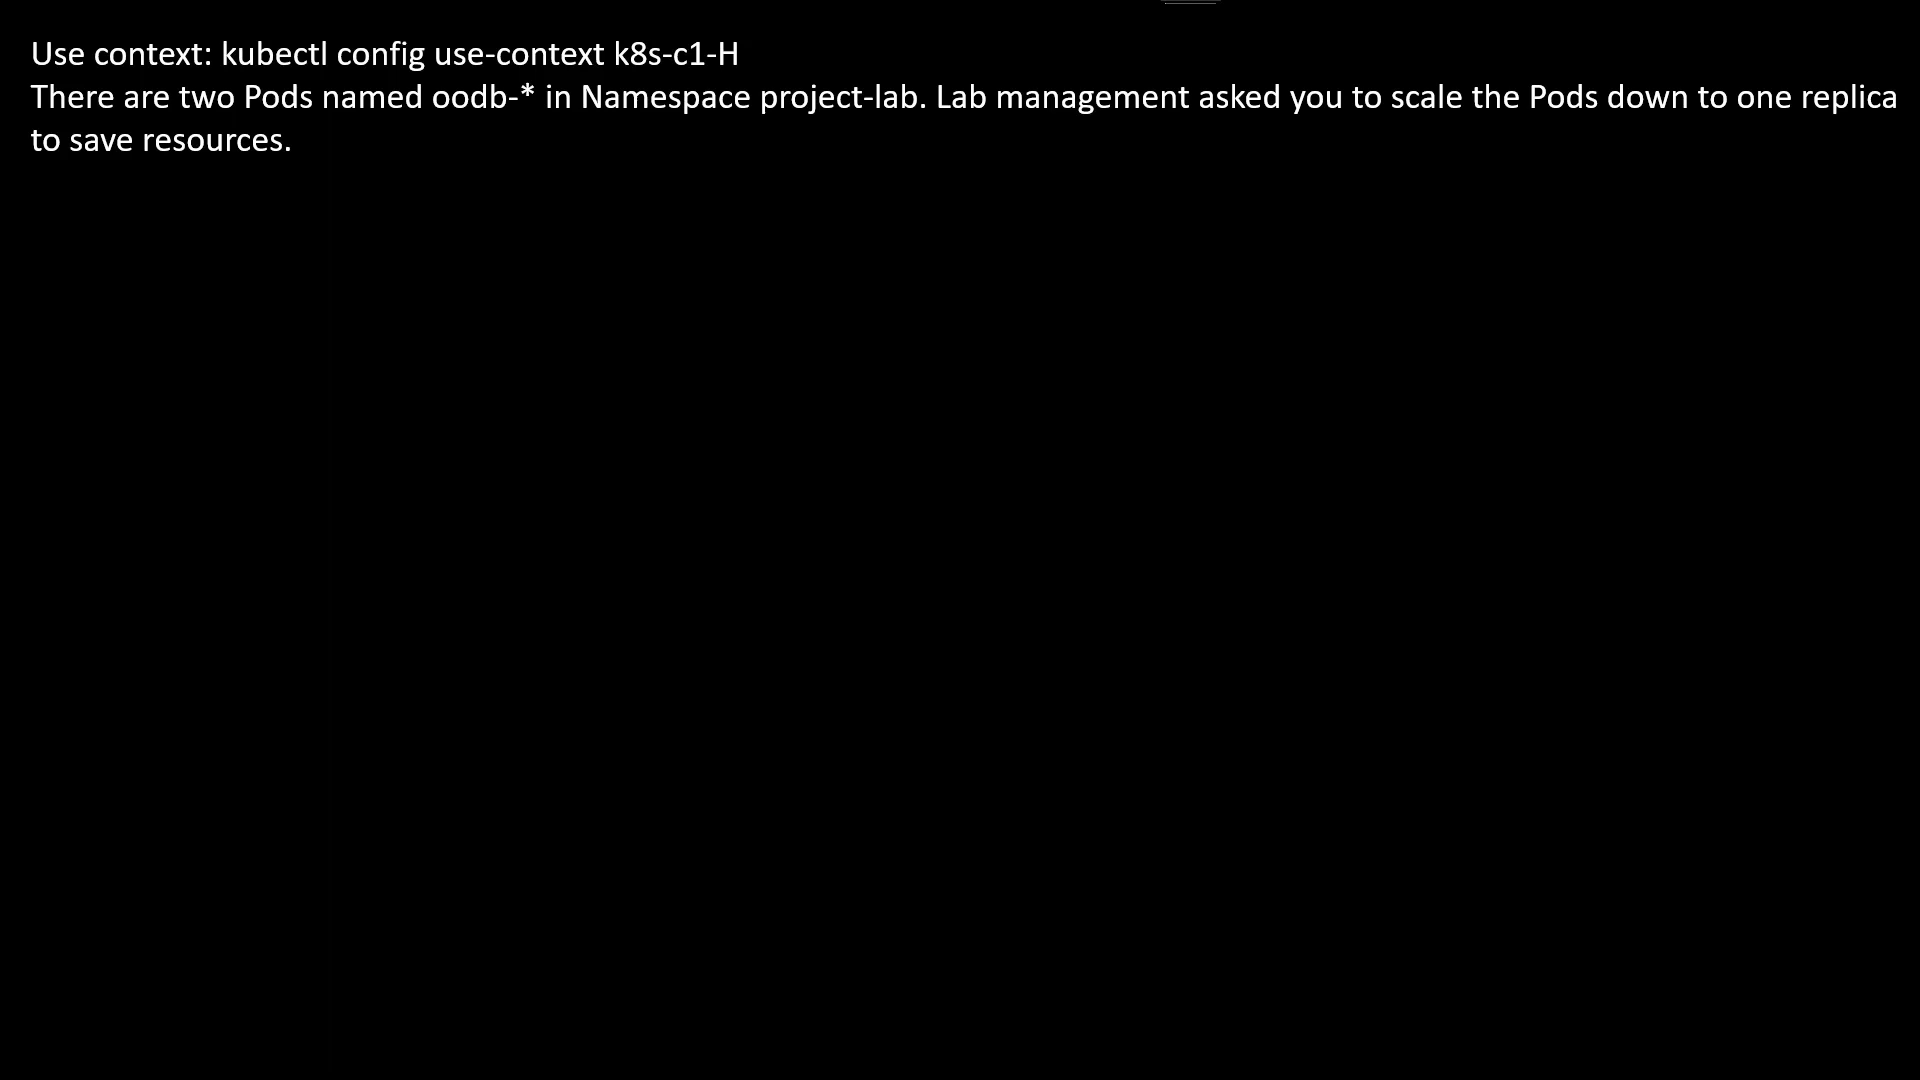 Use context: kubectl config use-context k8s-c1-H
There are two Pods named oodb-* in Namespace project-lab. Lab management asked you to scale the Pods down to one replica
to save resources.